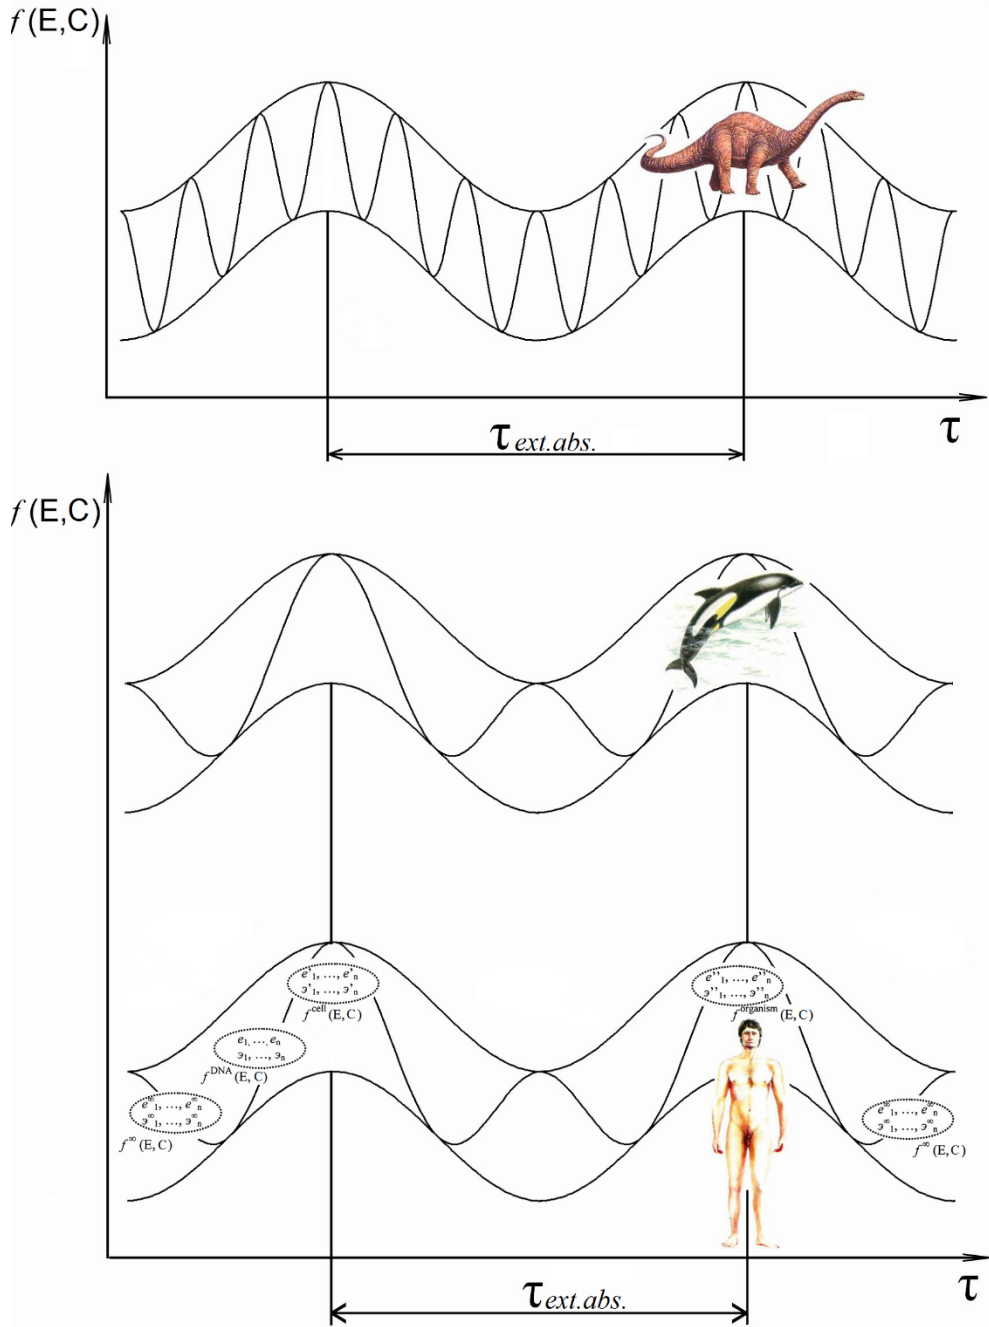 f (E,C)
τ
τext.abs.
f (E,C)
e'1, ..., e'n
э'1, ..., э'n
fcell (E, C)
e''1, ..., e''n
э''1, ..., э''n
forganism (E, C)
e1, ..., en
э1, ..., эn
fDNA (E, C)
e∞1, ..., e∞n
э∞1, ..., э∞n
f∞ (E, C)
e∞1, ..., e∞n
э∞1, ..., э∞n
f∞ (E, C)
τ
τext.abs.